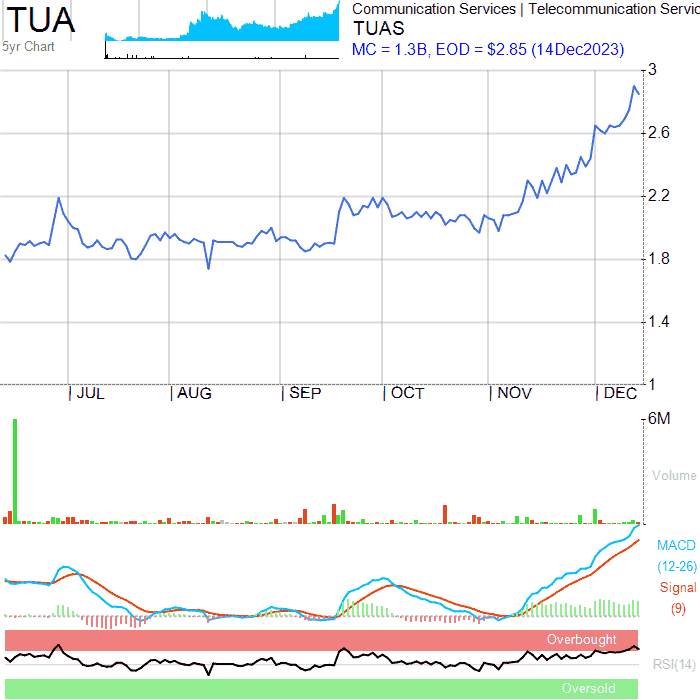 TUA
5yr Chart
Communication Services | Telecommunication Servic
TUAS
MC = 1.3B, EOD = $2.85 (14Dec2023)
3
2.6
2.2
1.8
1.4
1
JUL AUG SEP OCT NOV DEC
6M
Volume
MACD
(12-26)
Signal
(9)
Overbought
RSI(14)
Oversold